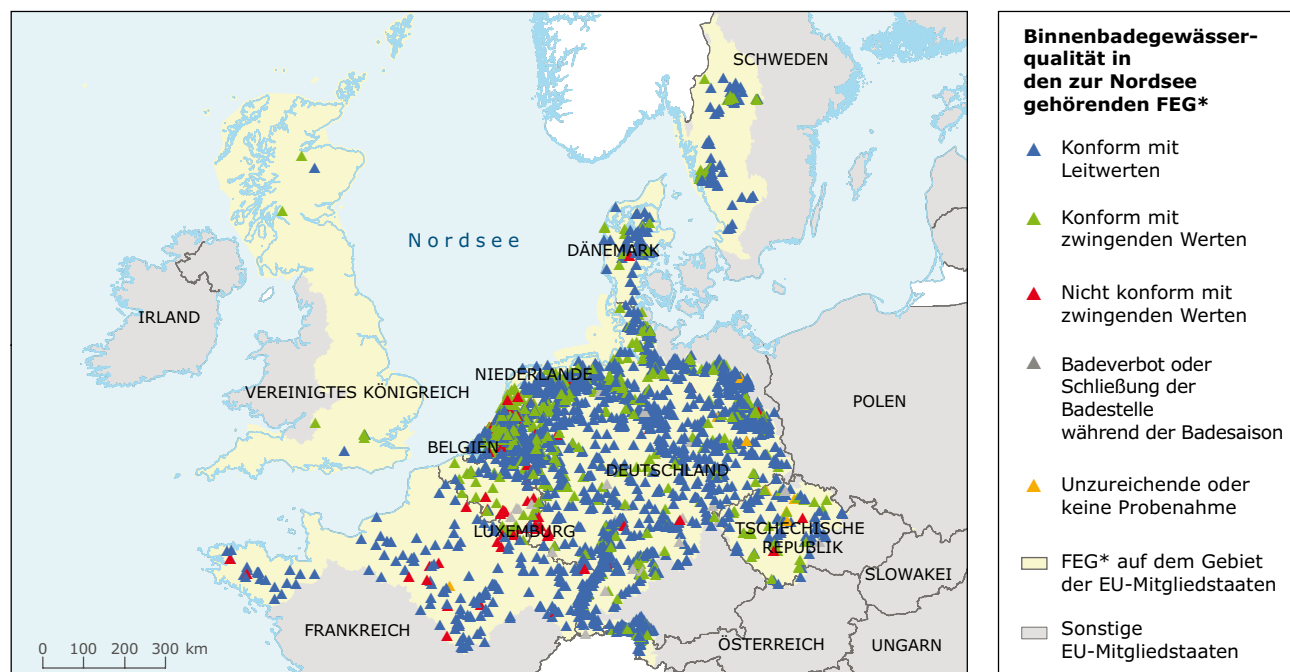 SCHWEDEN
Nordsee
DÄNEMARK
IRLAND
NIEDERLANDE
VEREINIGTES KÖNIGREICH
POLEN
BELGIEN
DEUTSCHLAND
LUXEMBURG
TSCHECHISCHE
REPUBLIK
SLOWAKEI
FRANKREICH
ÖSTERREICH
UNGARN
0 100 200 300 km
Binnenbadegewässer-
qualität in
den zur Nordsee
gehörenden FEG*
Konform mit
Leitwerten
Konform mit
zwingenden Werten
Nicht konform mit
zwingenden Werten
Badeverbot oder
Schließung der
Badestelle
während der Badesaison
Unzureichende oder
keine Probenahme
FEG* auf dem Gebiet
der EU-Mitgliedstaaten
Sonstige
EU-Mitgliedstaaten